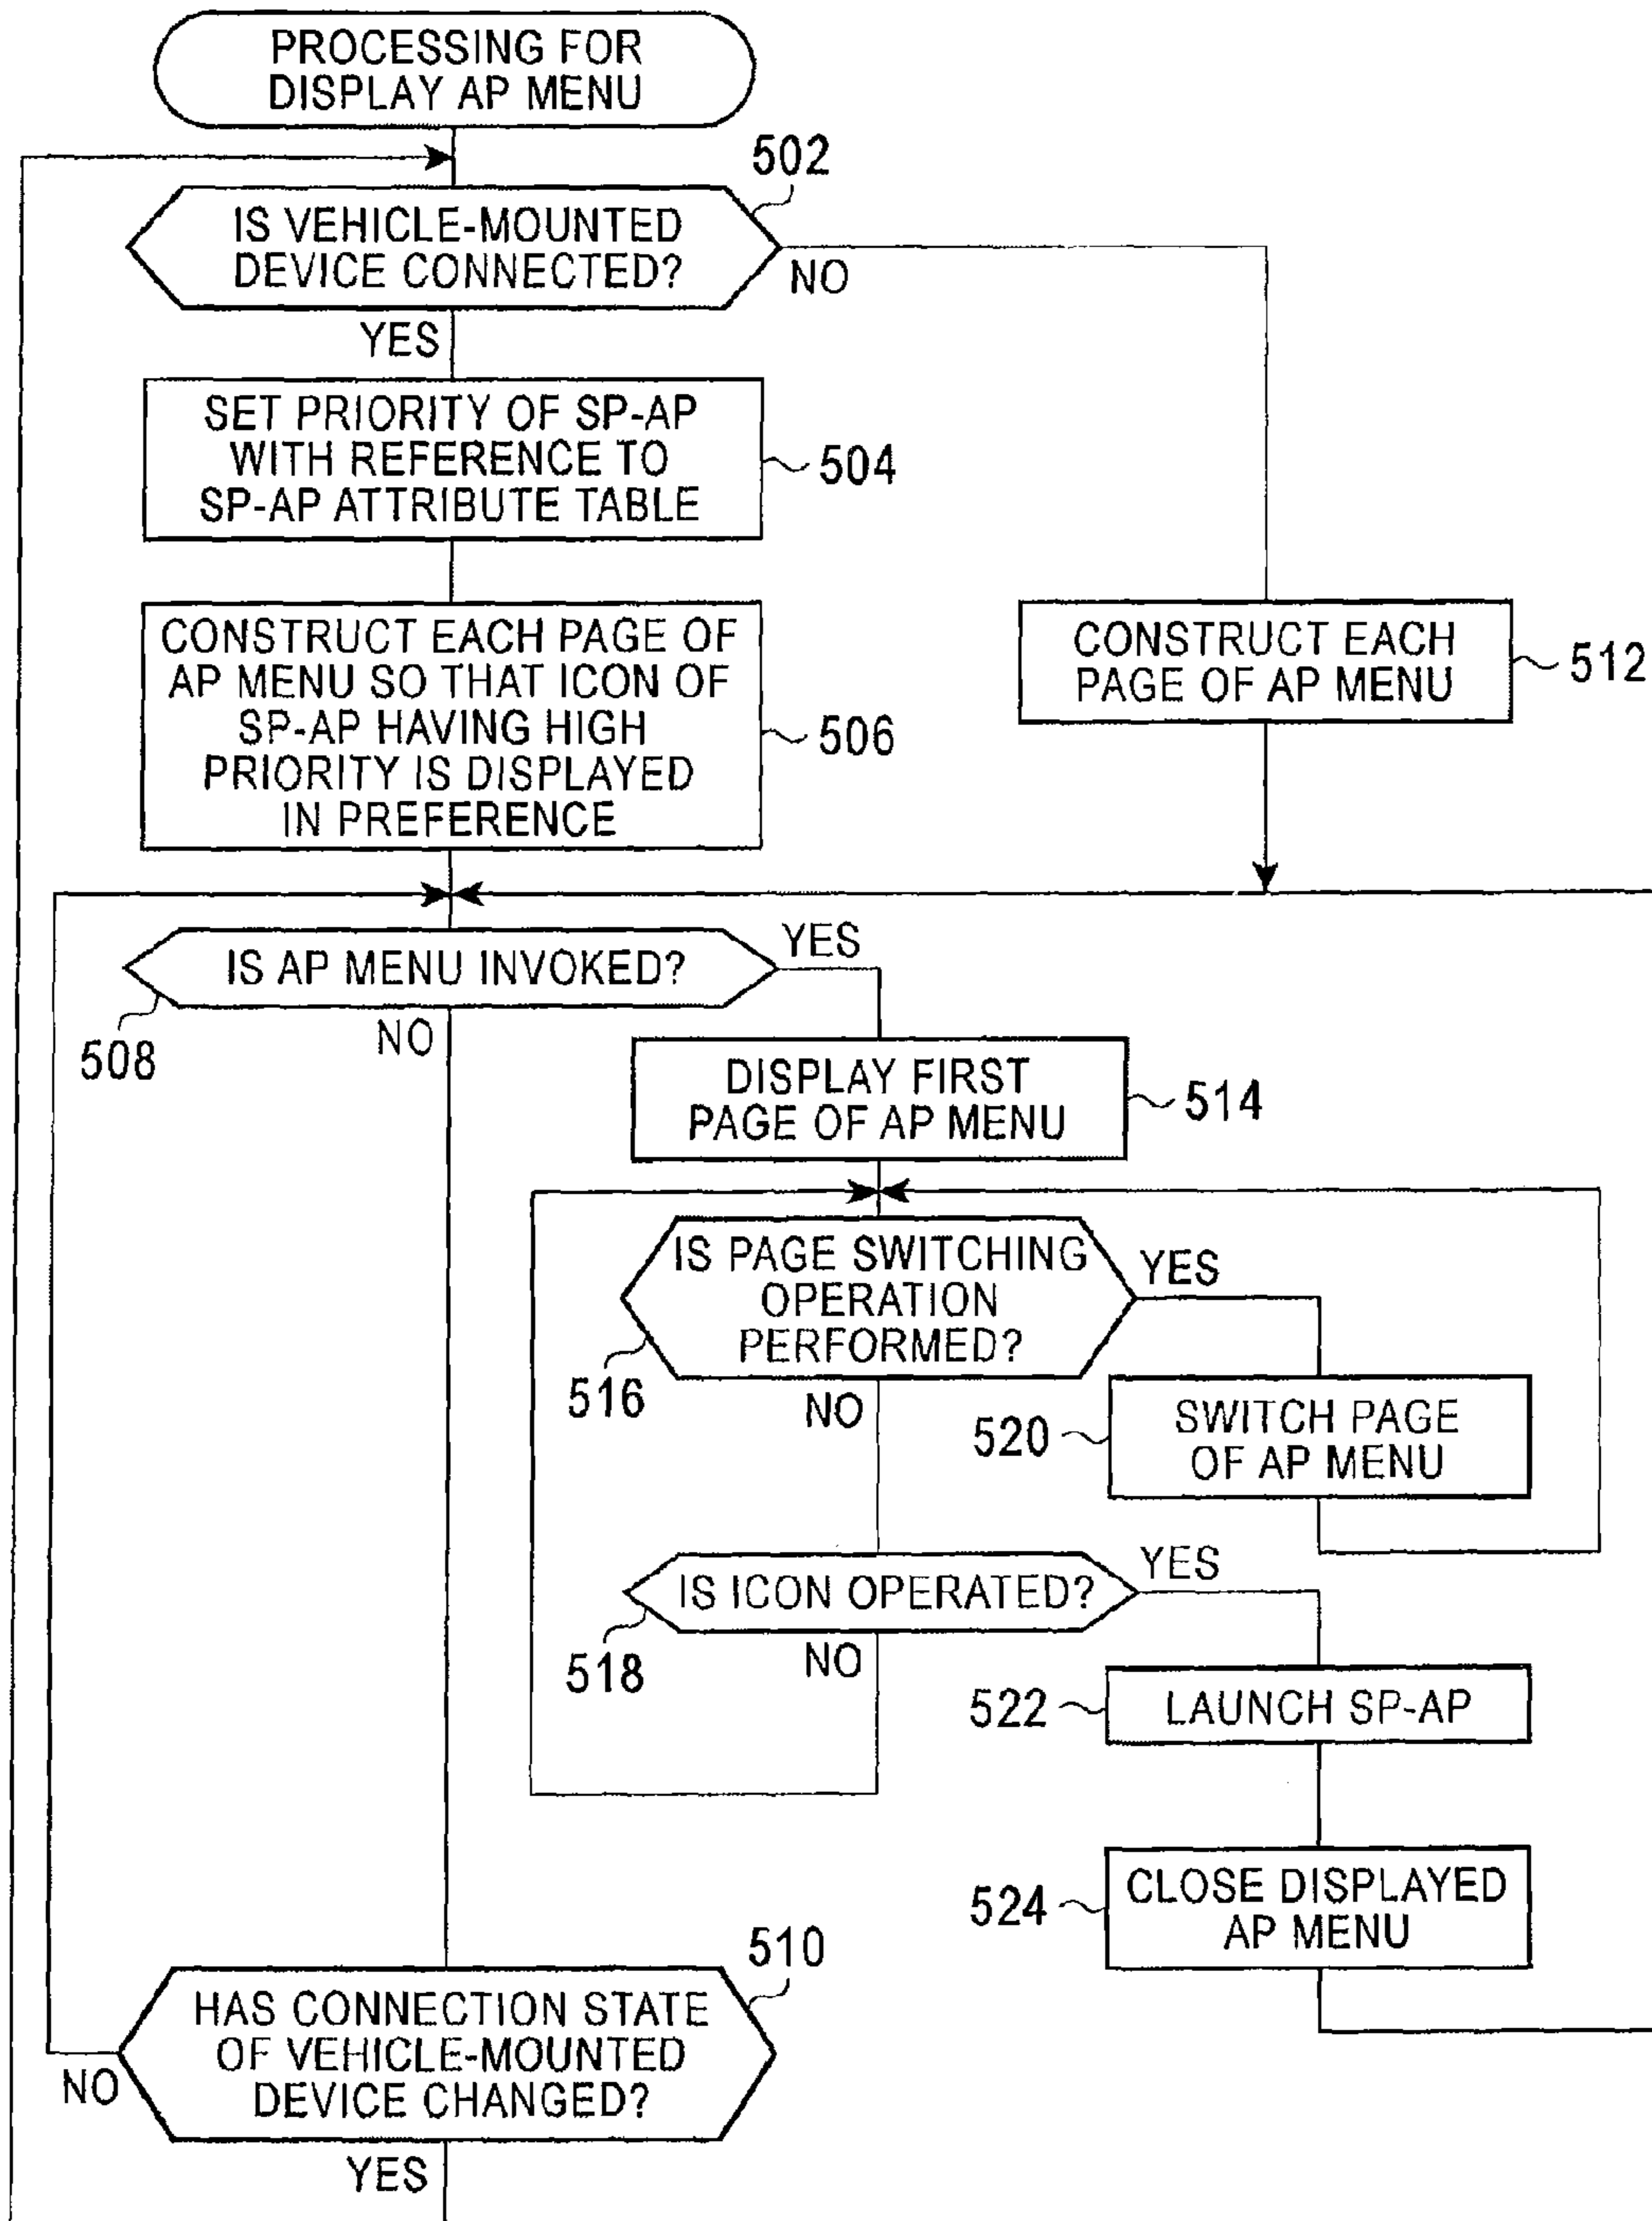 PROCESSING FOR
DISPLAY AP MENU
502
IS VEHICLE-MOUNTED
DEVICE CONNECTED?
NO
YES
SET PRIORITY OF SP-AP
WITH REFERENCE TO
SP-AP ATTRIBUTE TABLE
504
CONSTRUCT EACH PAGE OF
AP MENU SO THAT ICON OF
SP-AP HAVING HIGH
PRIORITY IS DISPLAYED
IN PREFERENCE
506
CONSTRUCT EACH
PAGE OF AP MENU
512
IS AP MENU INVOKED?
YES
508
NO
DISPLAY FIRST
PAGE OF AP MENU
514
IS PAGE SWITCHING
OPERATION
PERFORMED?
YES
516
NO
520
SWITCH PAGE
OF AP MENU
IS ICON OPERATED?
YES
518
NO
522
LAUNCH SP-AP
524
CLOSE DISPLAYED
AP MENU
510
HAS CONNECTION STATE
OF VEHICLE-MOUNTED
DEVICE CHANGED?
NO
YES